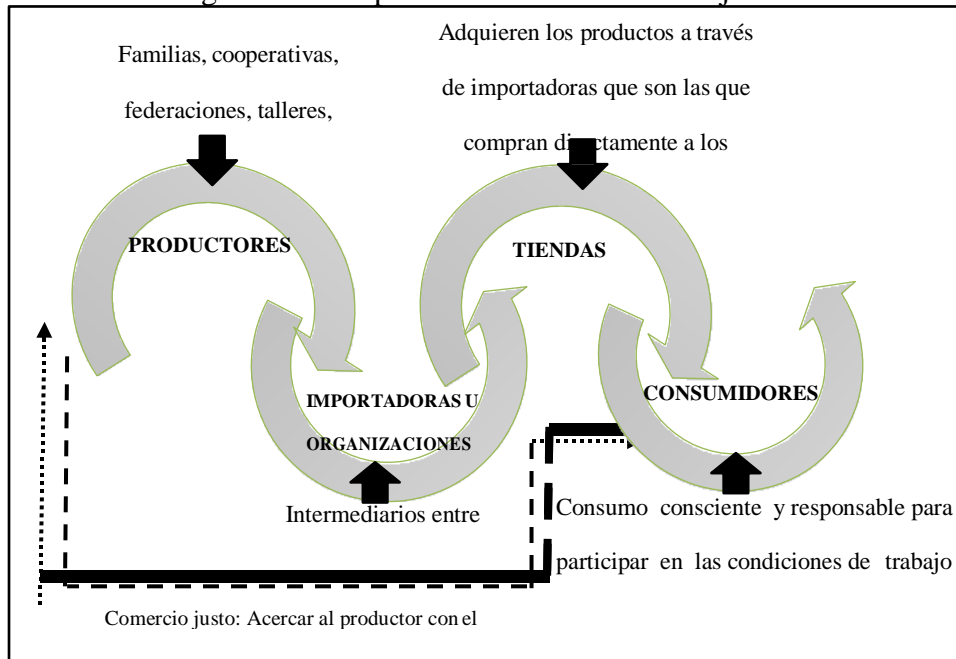 Familias, cooperativas,
federaciones, talleres,
Adquieren los productos a través
de importadoras que son las que
compran directamente a los
PRODUCTORES
TIENDAS
IMPORTADORAS U
ORGANIZACIONES
CONSUMIDORES
Intermediarios entre
Consumo consciente y responsable para
participar en las condiciones de trabajo
Comercio justo: Acercar al productor con el